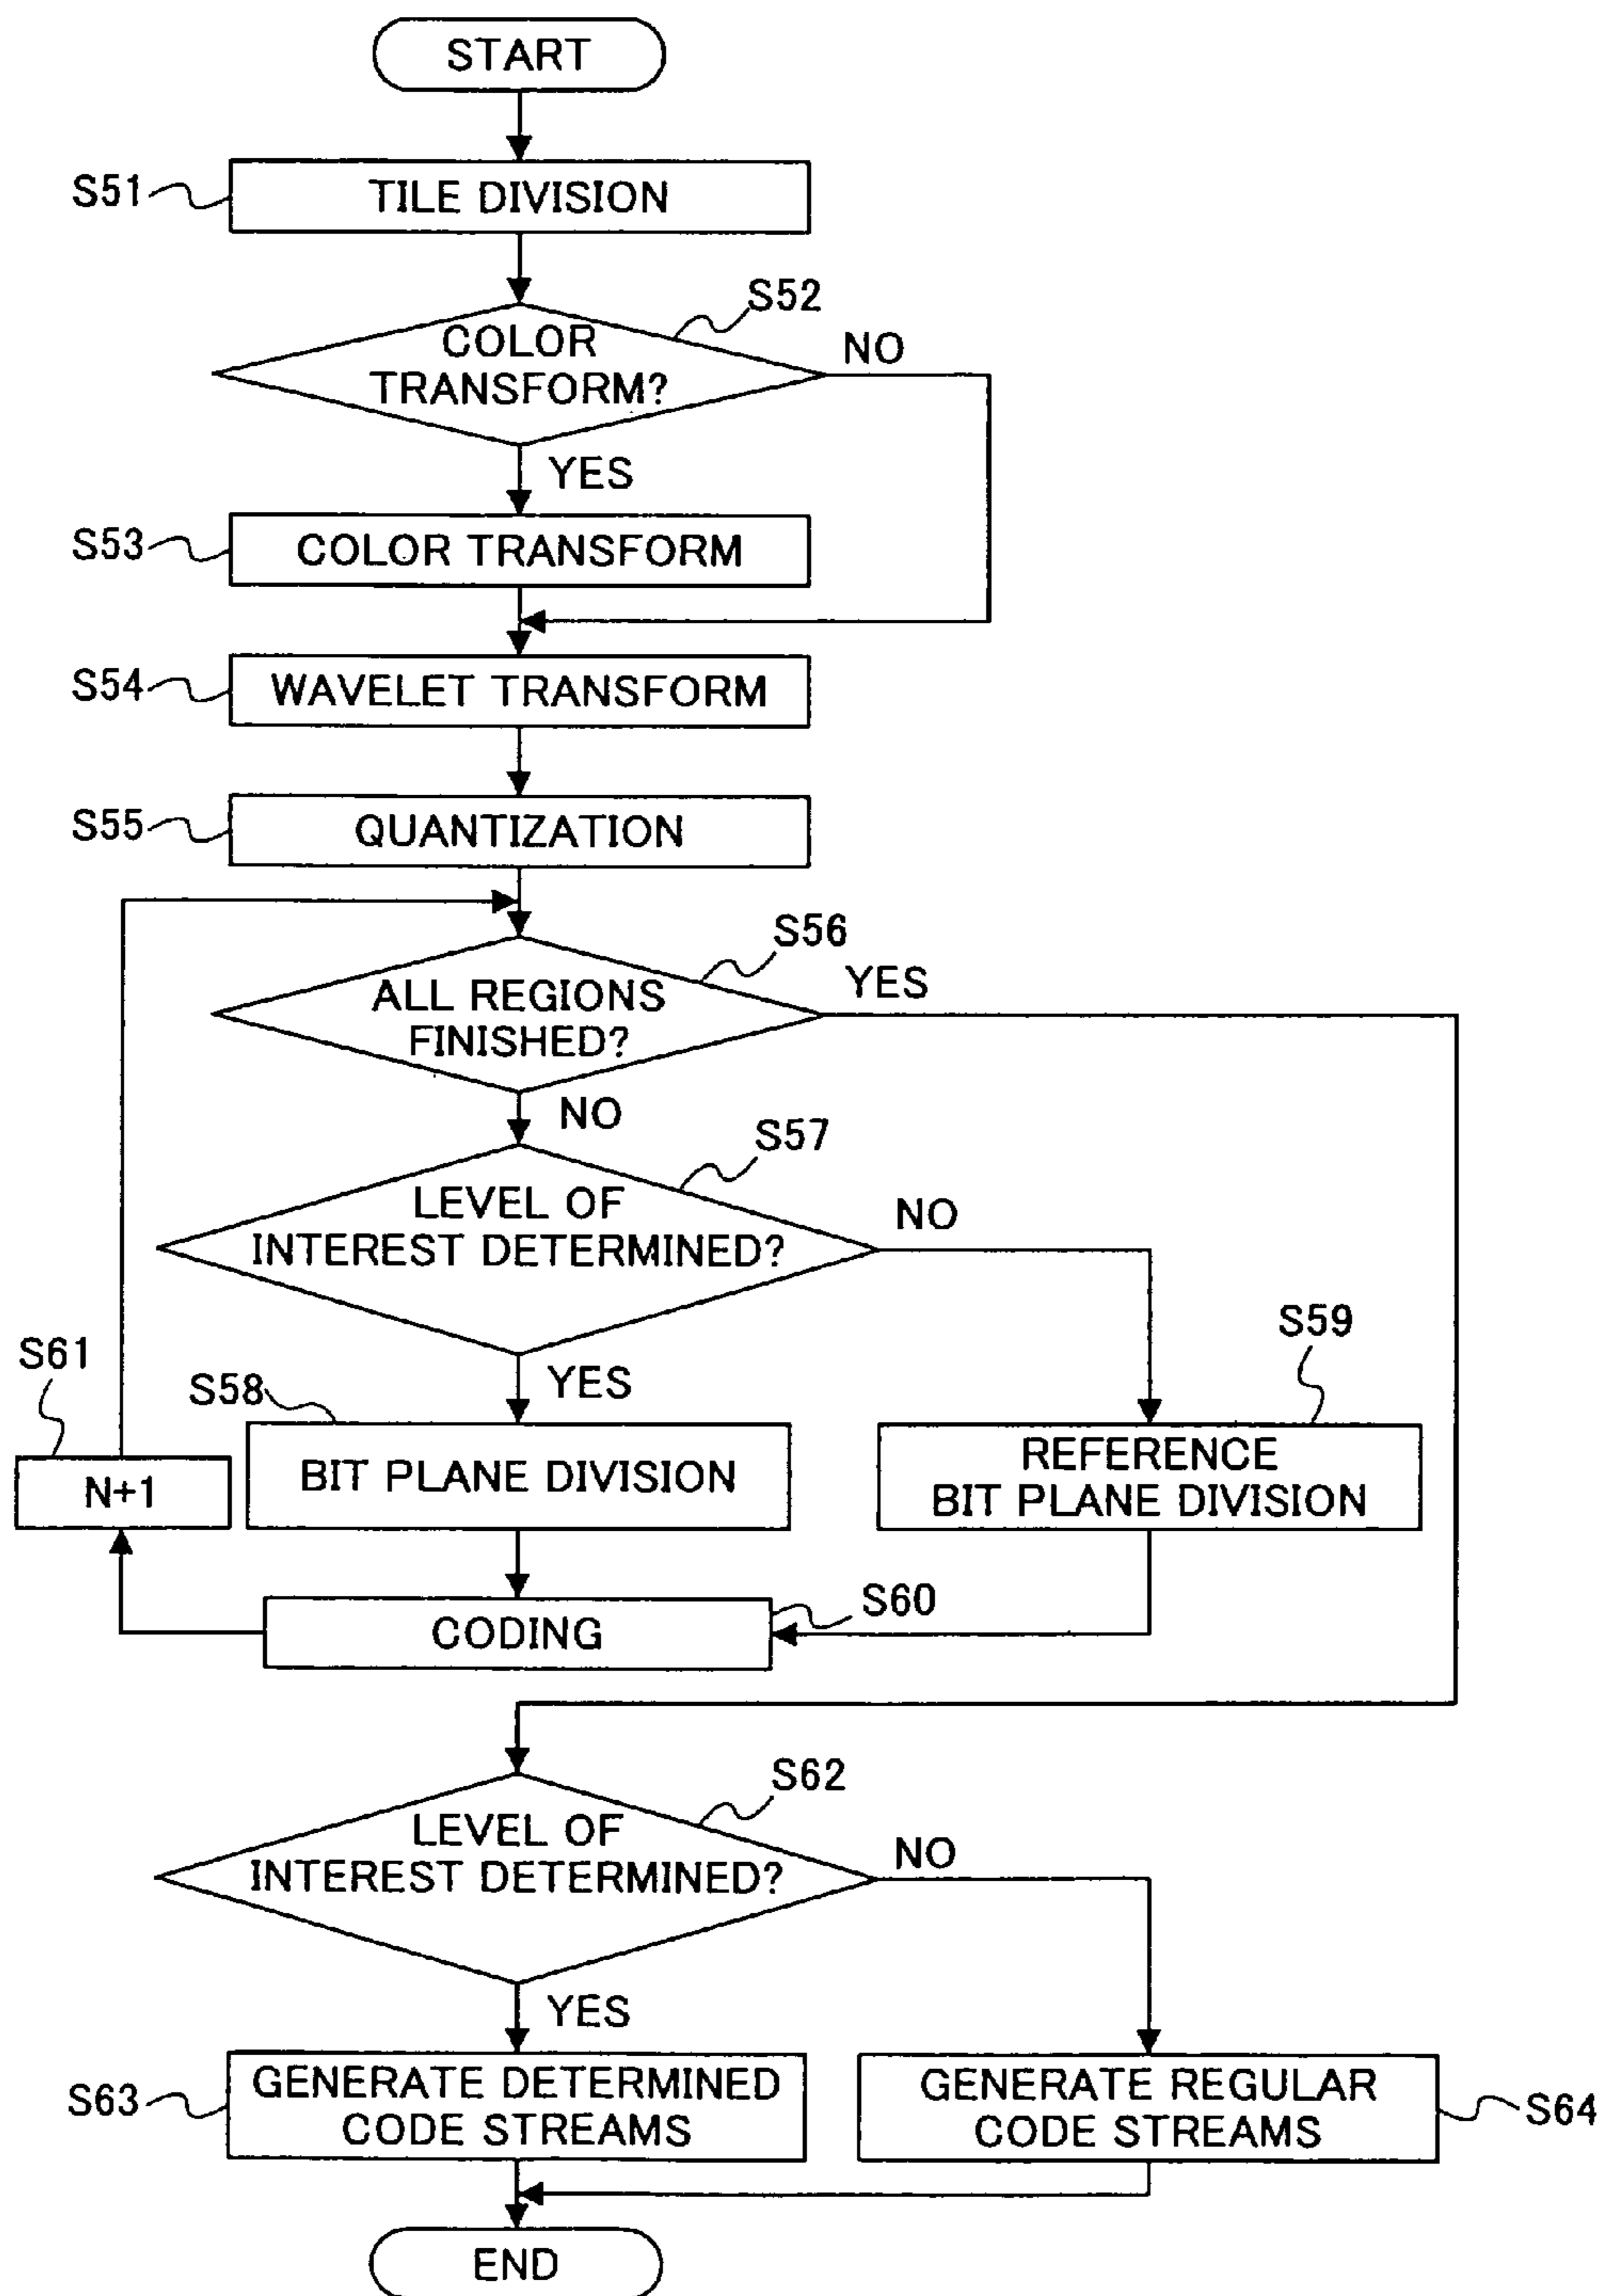 START
S51
TILE DIVISION
S52
COLOR
TRANSFORM?
NO
YES
S53
COLOR TRANSFORM
S54
WAVELET TRANSFORM
S55
QUANTIZATION
S56
ALL REGIONS
FINISHED?
YES
NO
S57
LEVEL OF
INTEREST DETERMINED?
NO
YES
S61
N+1
S58
BIT PLANE DIVISION
S59
REFERENCE
BIT PLANE DIVISION
S60
CODING
S62
LEVEL OF
INTEREST DETERMINED?
NO
YES
S63
GENERATE DETERMINED
CODE STREAMS
GENERATE REGULAR
CODE STREAMS
S64
END